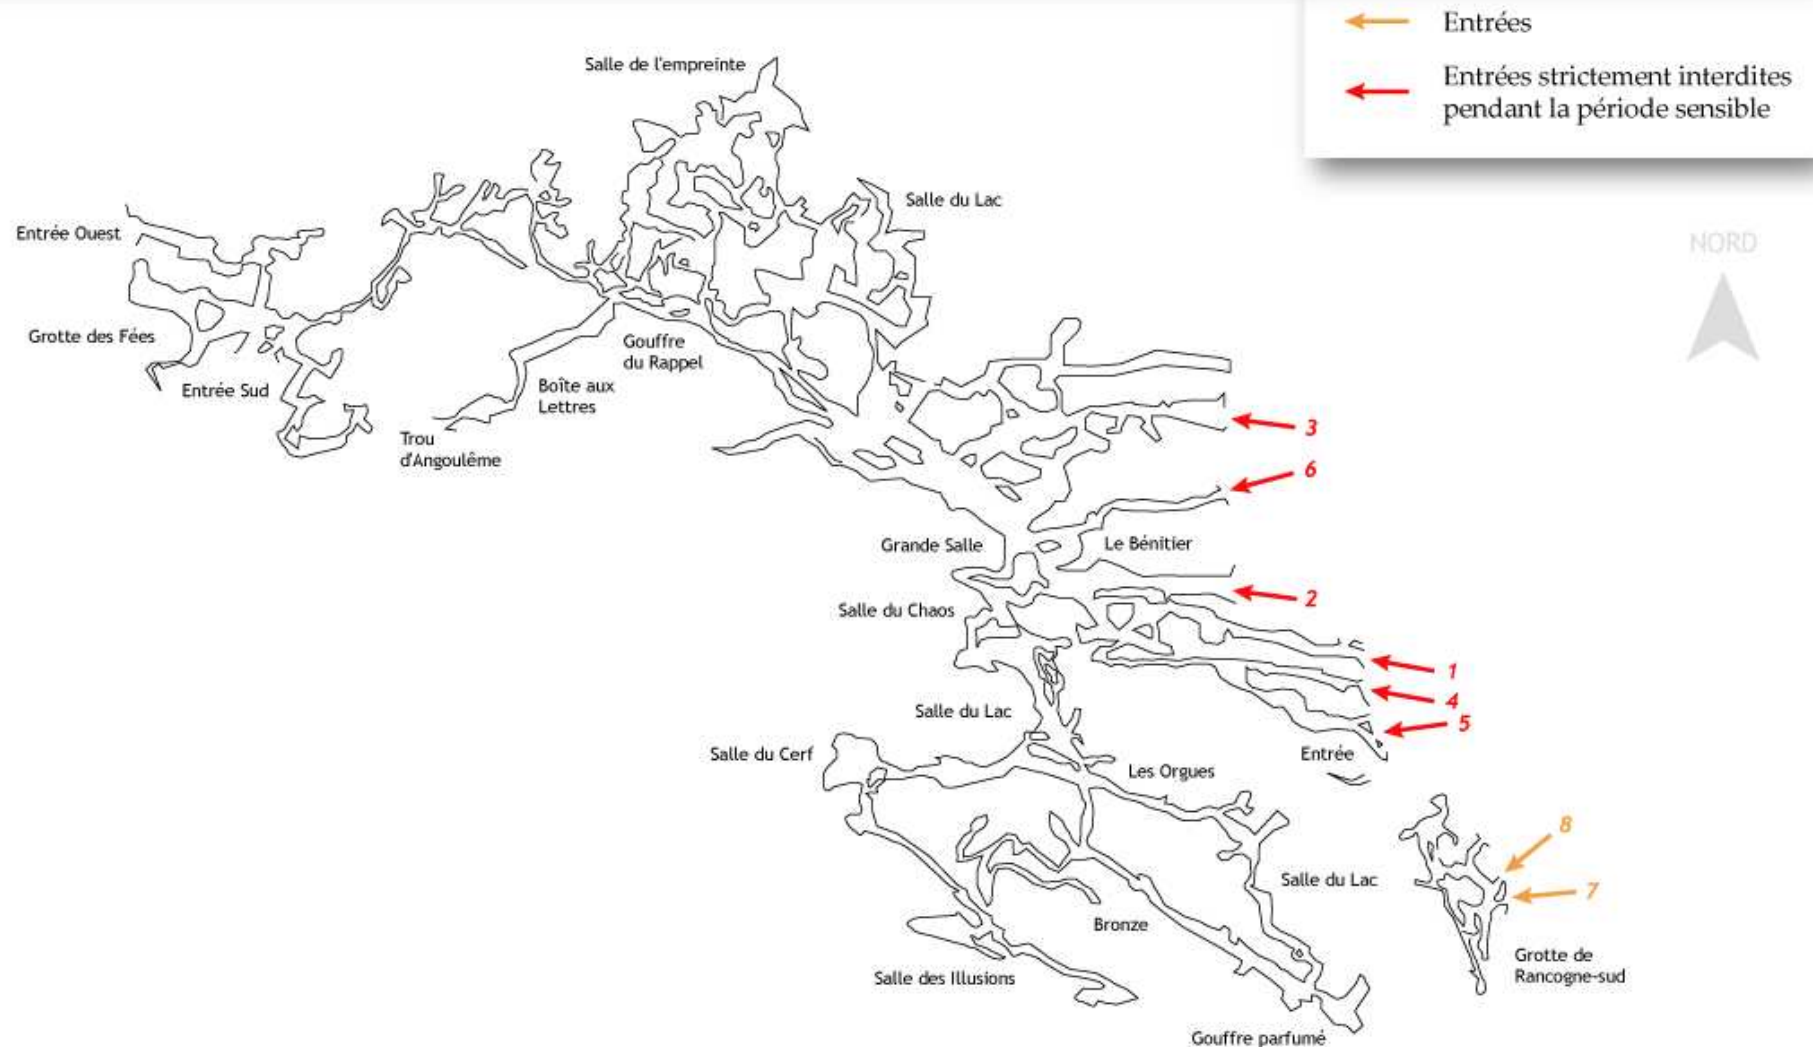 Entrées
Entrées strictement interdites
pendant la période sensible
NORD
Salle de l'empreinte
Salle du Lac
Entrée Ouest
Grotte des Fées
Entrée Sud
Gouffre
du Rappel
Boîte aux
Lettres
Trou
d'Angoulême
3
6
Grande Salle
Le Bénitier
2
Salle du Chaos
1
4
5
Salle du Lac
Salle du Cerf
Entrée
Les Orgues
8
7
Salle du Lac
Bronze
Grotte de
Rancogne-sud
Salle des Illusions
Gouffre parfumé